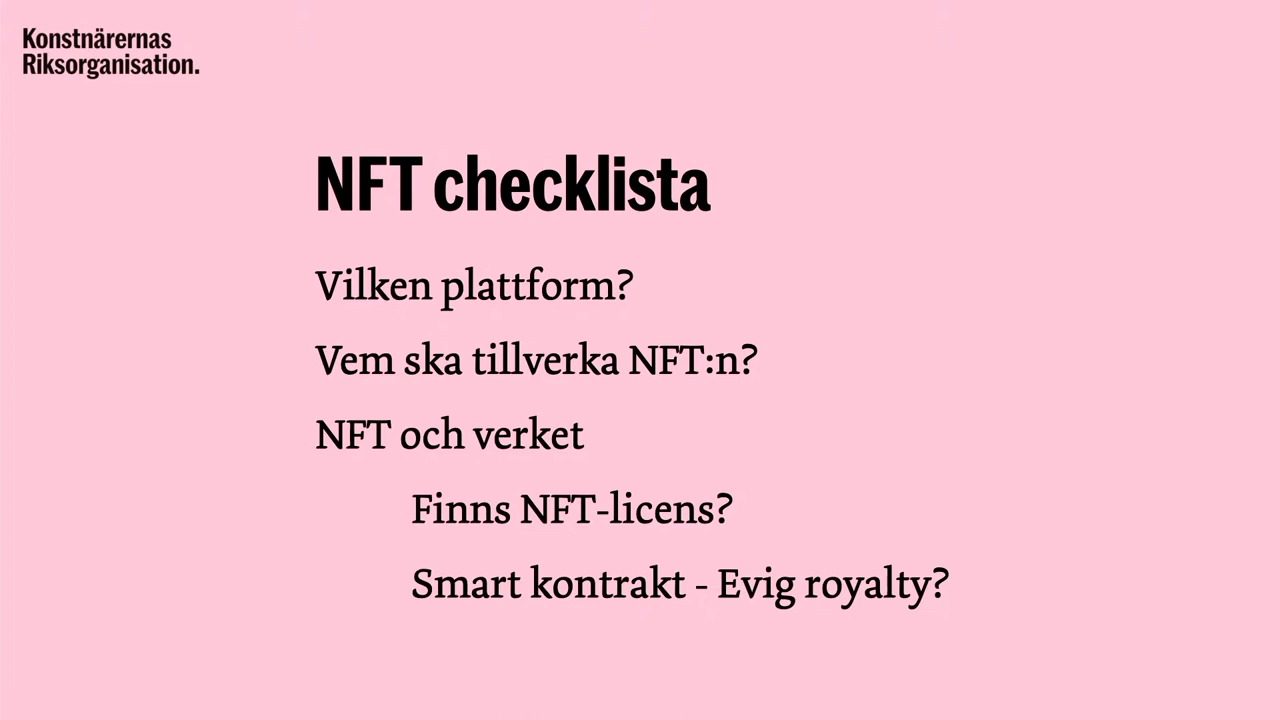 Konstnärernas
Riksorganisation.
NFT checklista
Vilken plattform?
Vem ska tillverka NFT:n?
NFT och verket
Finns NFT-licens?
Smart kontrakt - Evig royalty?